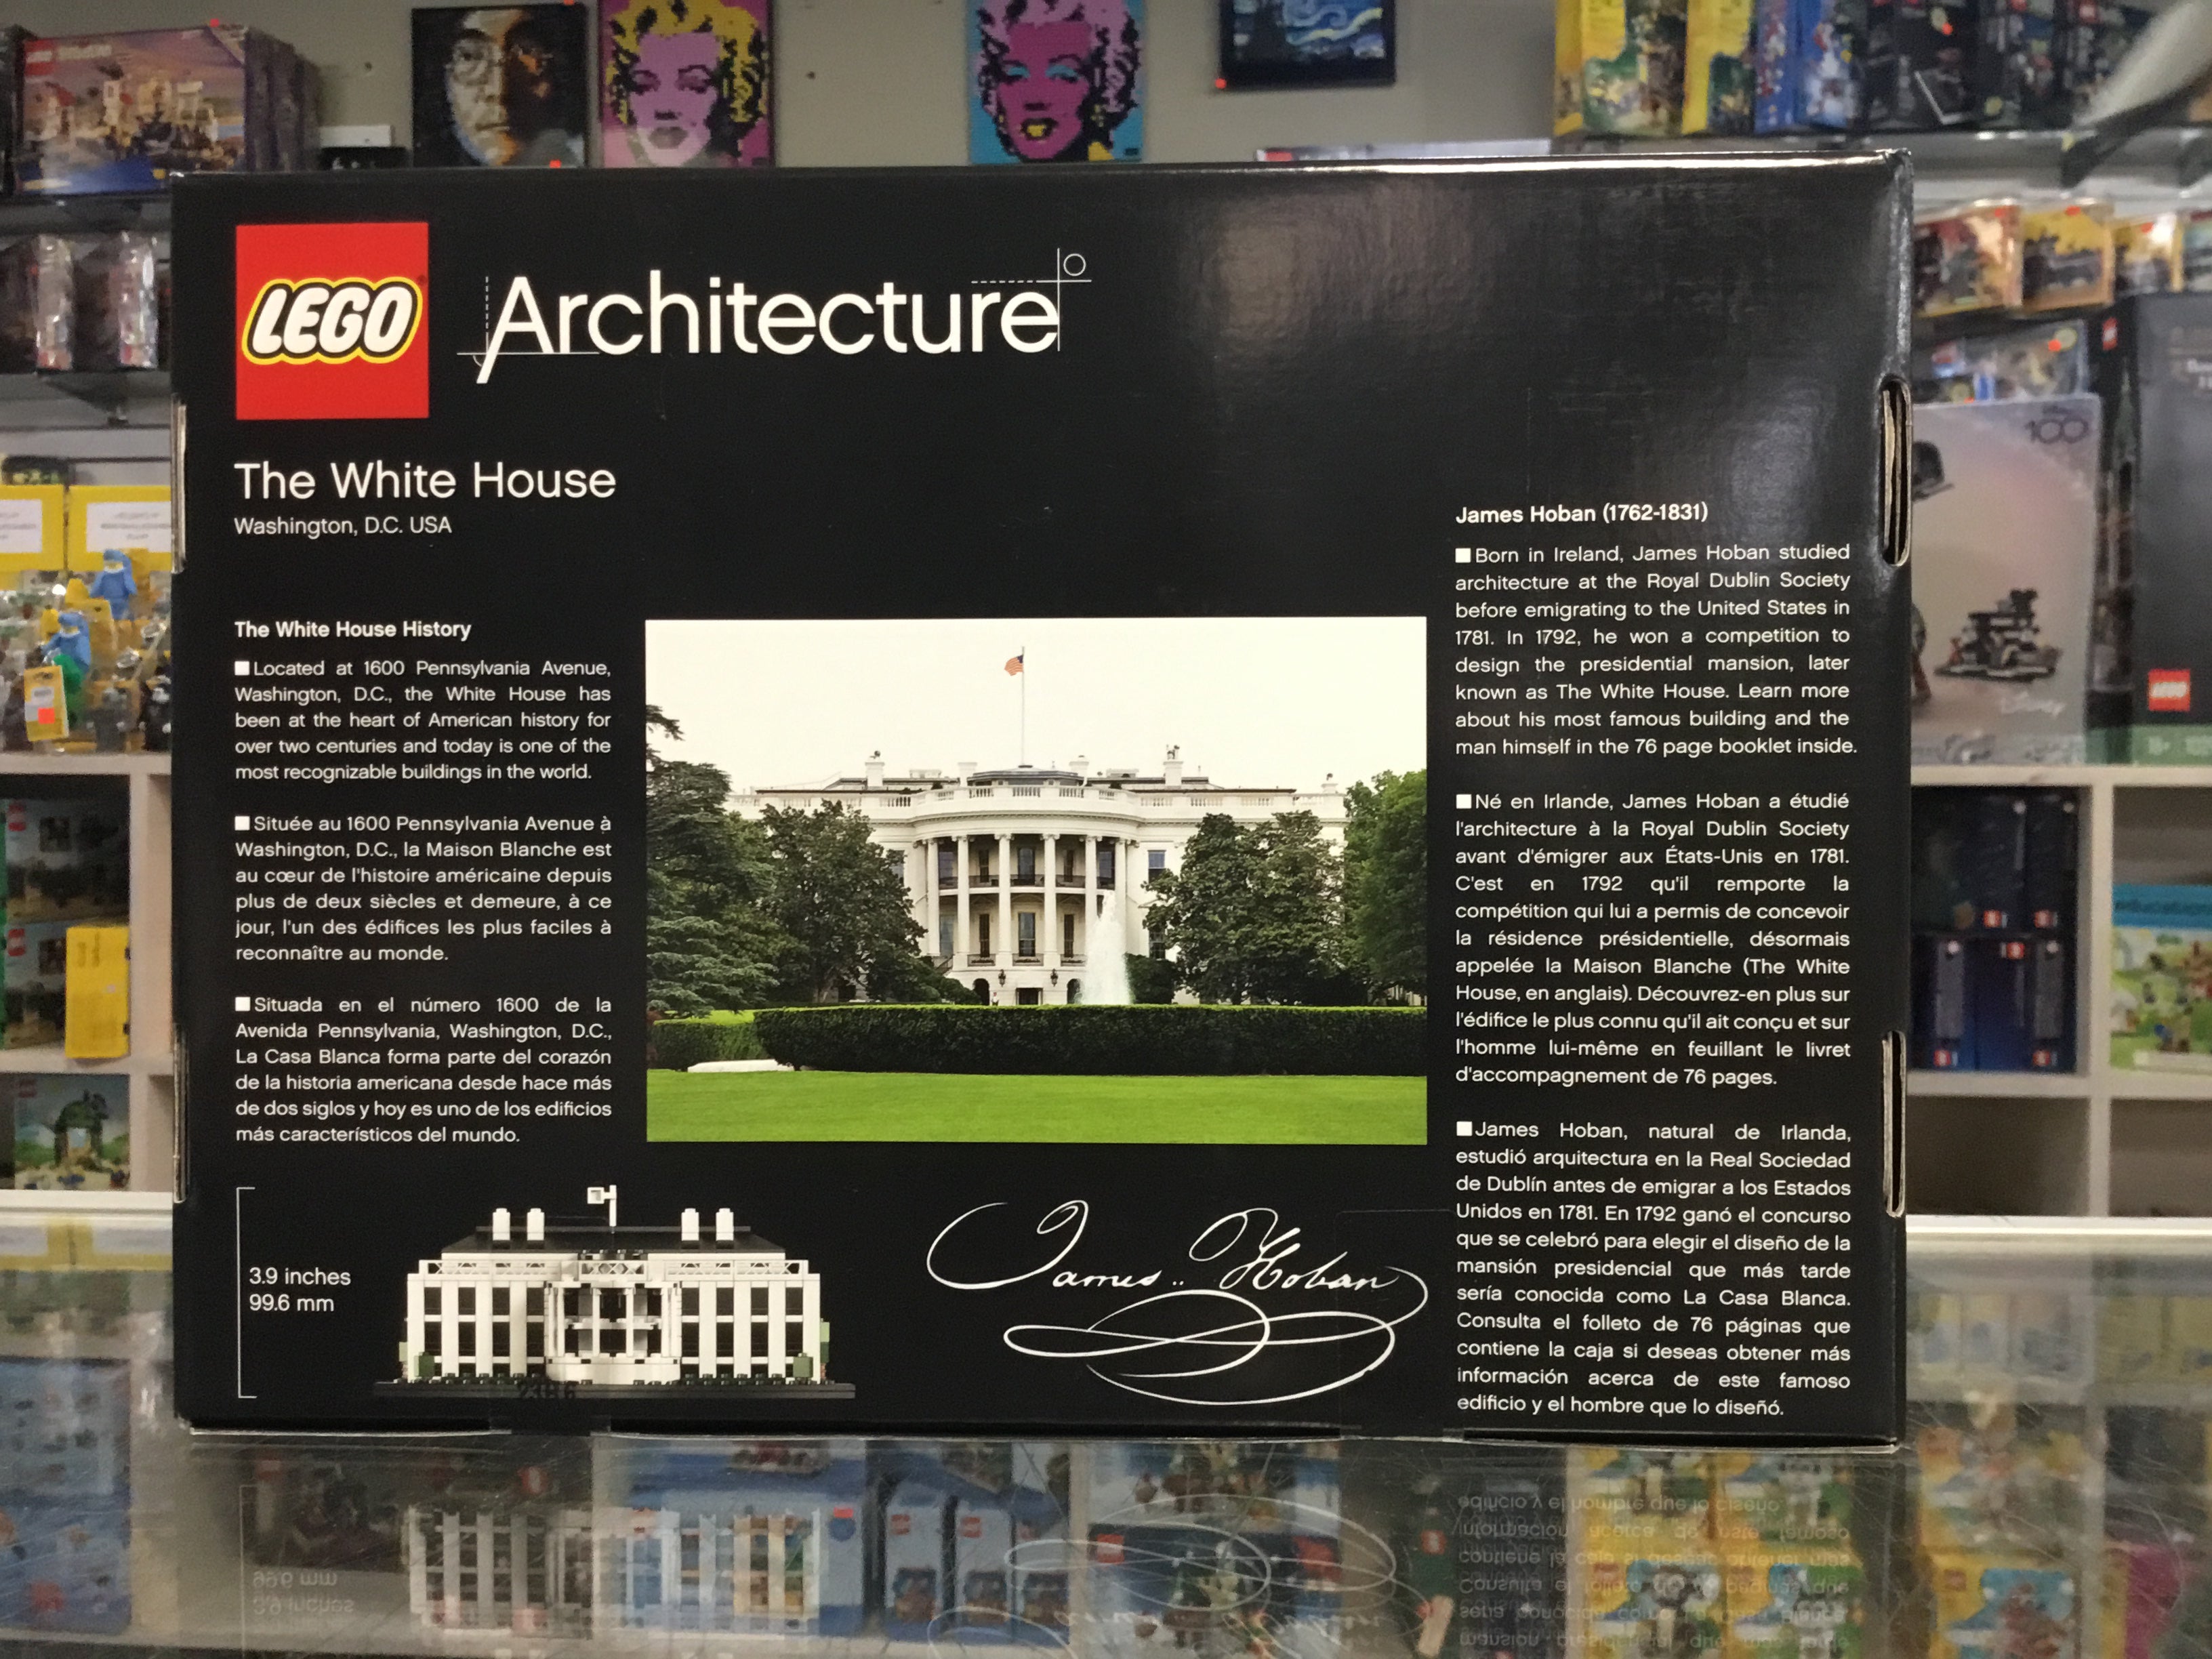 LEGO
Architecture
The White House
Washington, D.C. USA
The White House History
Located at 1600 Pennsylvania Avenue,
Washington, D.C., the White House has
been at the heart of American history for
over two centuries and today is one of the
most recognizable buildings in the world.
Située au 1600 Pennsylvania Avenue à
Washington, D.C., la Maison Blanche est
au cœur de l'histoire américaine depuis
plus de deux siècles et demeure, à ce
jour, l'un des édifices les plus faciles à
reconnaître au monde.
Situada en el número 1600 de la
Avenida Pennsylvania, Washington, D.C.,
La Casa Blanca forma parte del corazón
de la historia americana desde hace más
de dos siglos y hoy es uno de los edificios
más característicos del mundo.
3.9 inches
99.6 mm
James Hoban
James Hoban (1762-1831)
Born in Ireland, James Hoban studied
architecture at the Royal Dublin Society
before emigrating to the United States in
1781. In 1792, he won a competition to
design the presidential mansion, later
known as The White House. Learn more
about his most famous building and the
man himself in the 76 page booklet inside.
Né en Irlande, James Hoban a étudié
l'architecture à la Royal Dublin Society
avant d'émigrer aux États-Unis en 1781.
C'est en 1792 qu'il remporte la
compétition qui lui a permis de concevoir
la résidence présidentielle, désormais
appelée la Maison Blanche (The White
House, en anglais). Découvrez-en plus sur
l'édifice le plus connu qu'il ait conçu et sur
l'homme lui-même en feuillant le livret
d'accompagnement de 76 pages.
James Hoban, natural de Irlanda,
estudió arquitectura en la Real Sociedad
de Dublín antes de emigrar a los Estados
Unidos en 1781. En 1792 ganó el concurso
que se celebró para elegir el diseño de la
mansión presidencial que más tarde
sería conocida como La Casa Blanca.
Consulta el folleto de 76 páginas que
contiene la caja si deseas obtener más
información acerca de este famoso
edificio y el hombre que lo diseñó.
100
Disney
LEGO